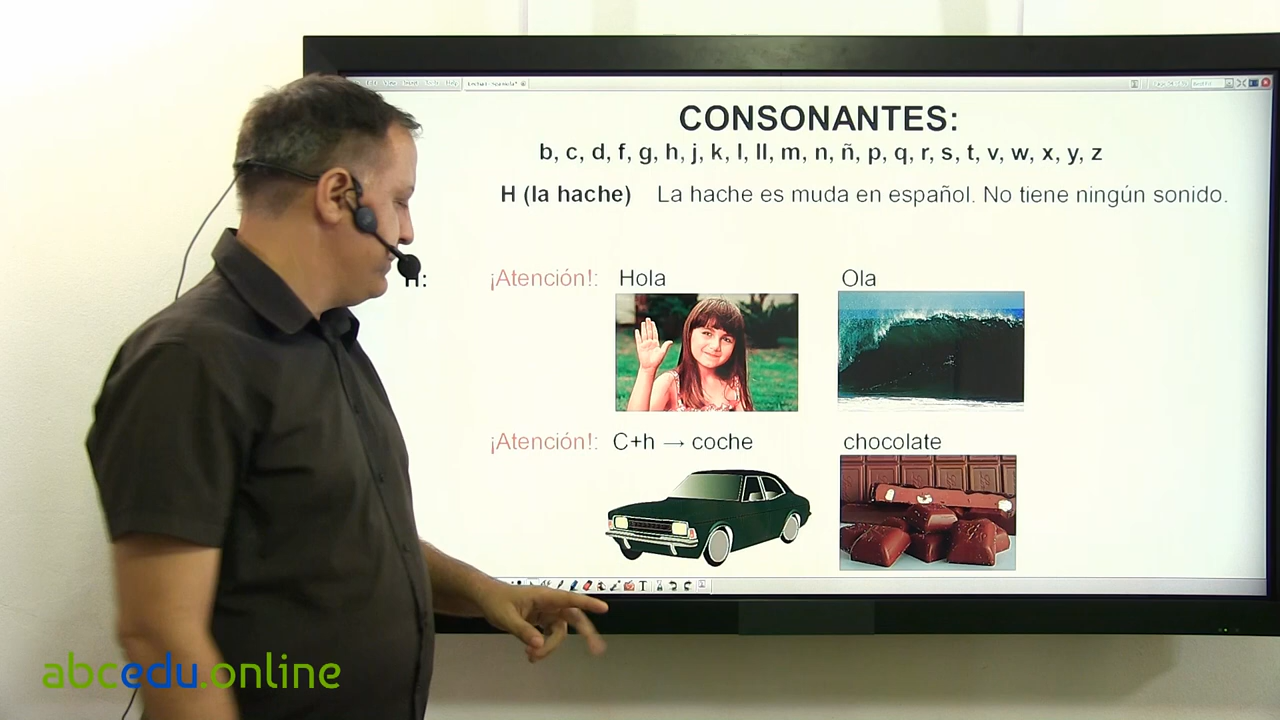 CONSONANTES:
b, c, d, f, g, h, j, k, l, ll, m, n, ñ, p, q, r, s, t, v, w, x, y, z
H (la hache) La hache es muda en español. No tiene ningún sonido.
H: ¡Atención!: Hola Ola
¡Atención!: C+h → coche chocolate
T
abcedu.online